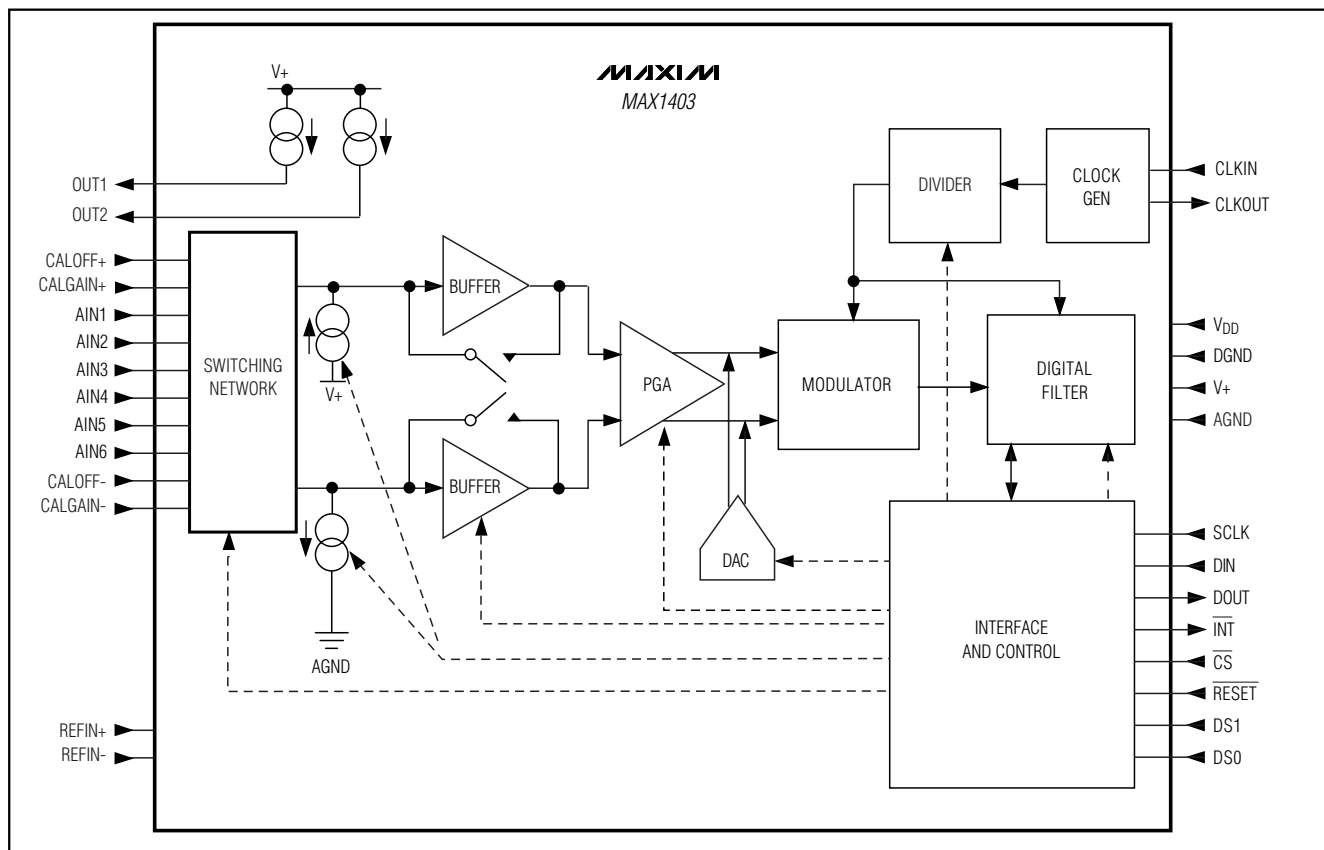 MAXIM
MAX1403
V+
OUT1
OUT2
CALOFF+
CALGAIN+
AIN1
AIN2
AIN3
AIN4
AIN5
AIN6
CALOFF-
CALGAIN-
REFIN+
REFIN-
SWITCHING
NETWORK
V+
AGND
BUFFER
BUFFER
PGA
DAC
MODULATOR
DIVIDER
CLOCK
GEN
DIGITAL
FILTER
INTERFACE
AND CONTROL
CLKIN
CLKOUT
VDD
DGND
V+
AGND
SCLK
DIN
DOUT
INT
CS
RESET
DS1
DS0